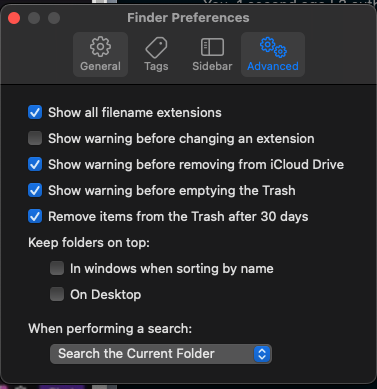 Finder Preferences
General Tags Sidebar Advanced
Show all filename extensions
Show warning before changing an extension
Show warning before removing from iCloud Drive
Show warning before emptying the Trash
Remove items from the Trash after 30 days
Keep folders on top:
In windows when sorting by name
On Desktop
When performing a search:
Search the Current Folder